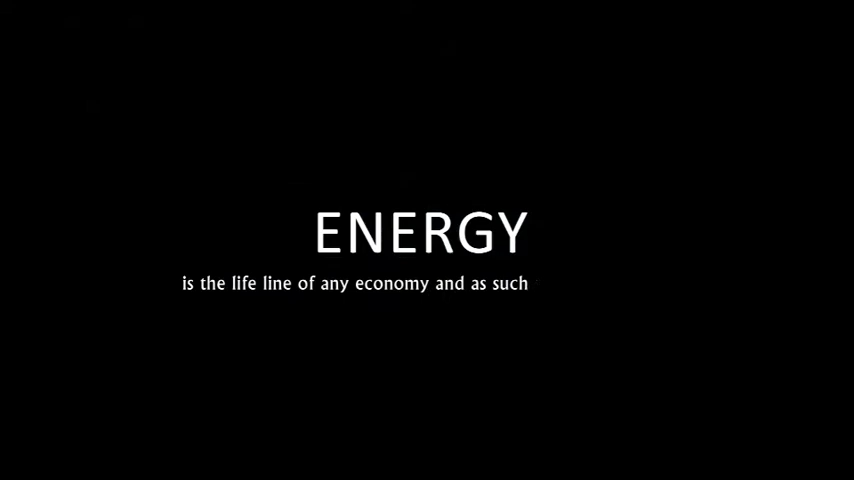 ENERGY
is the life line of any economy and as such